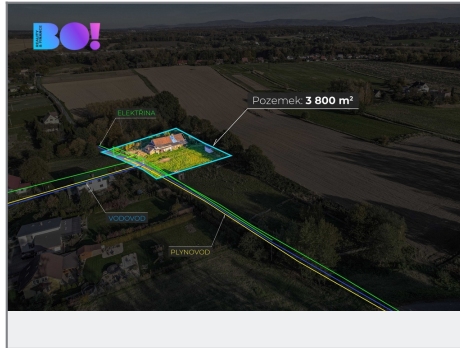 BO!
Pozemek: 3 800 m²
ELEKTŘINA
VODOVOD
PLYNOVOD